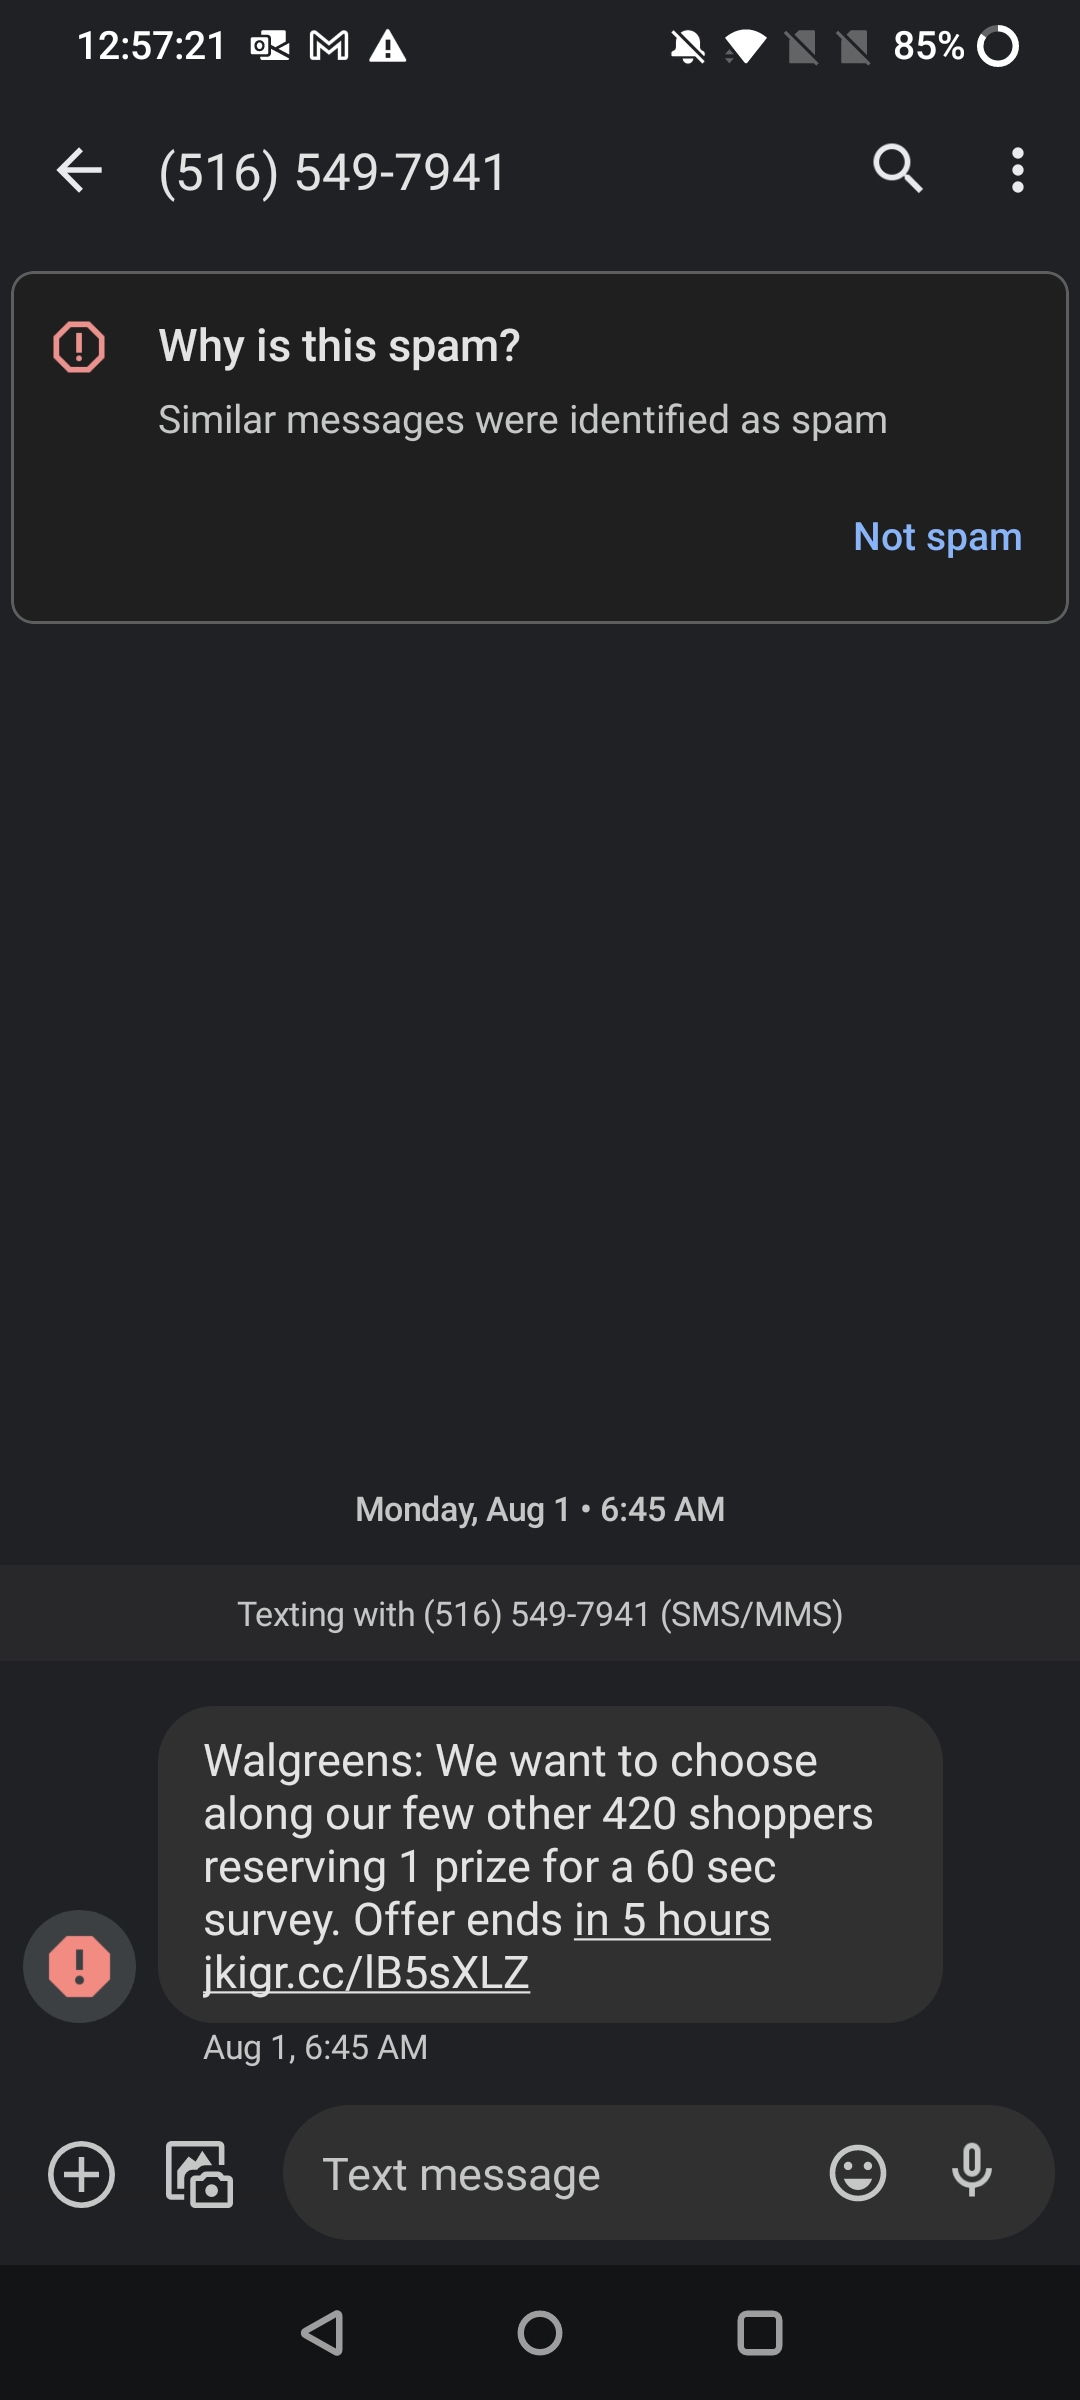 12:57:21 85%
(516) 549-7941
Why is this spam?
Similar messages were identified as spam
Not spam
Monday, Aug 1 • 6:45 AM
Texting with (516) 549-7941 (SMS/MMS)
Walgreens: We want to choose
along our few other 420 shoppers
reserving 1 prize for a 60 sec
survey. Offer ends in 5 hours
jkigr.cc/lB5sXLZ
Aug 1, 6:45 AM
Text message